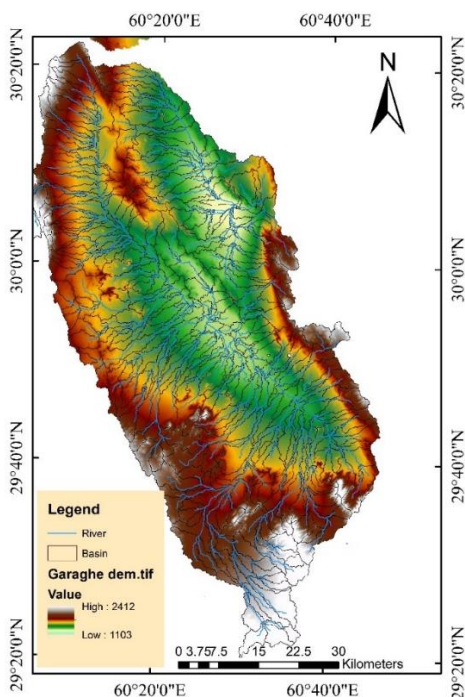 60°20'0"E 60°40'0"E
30°20'0"N 30°20'0"N
N
30°0'0"N 30°0'0"N
29°40'0"N 29°40'0"N
Legend
River
Basin
Garaghe dem.tif
Value
High : 2412
Low : 1103
0 3.757.5 15 22.5 30
Kilometers
29°20'0"N 29°20'0"N
60°20'0"E 60°40'0"E